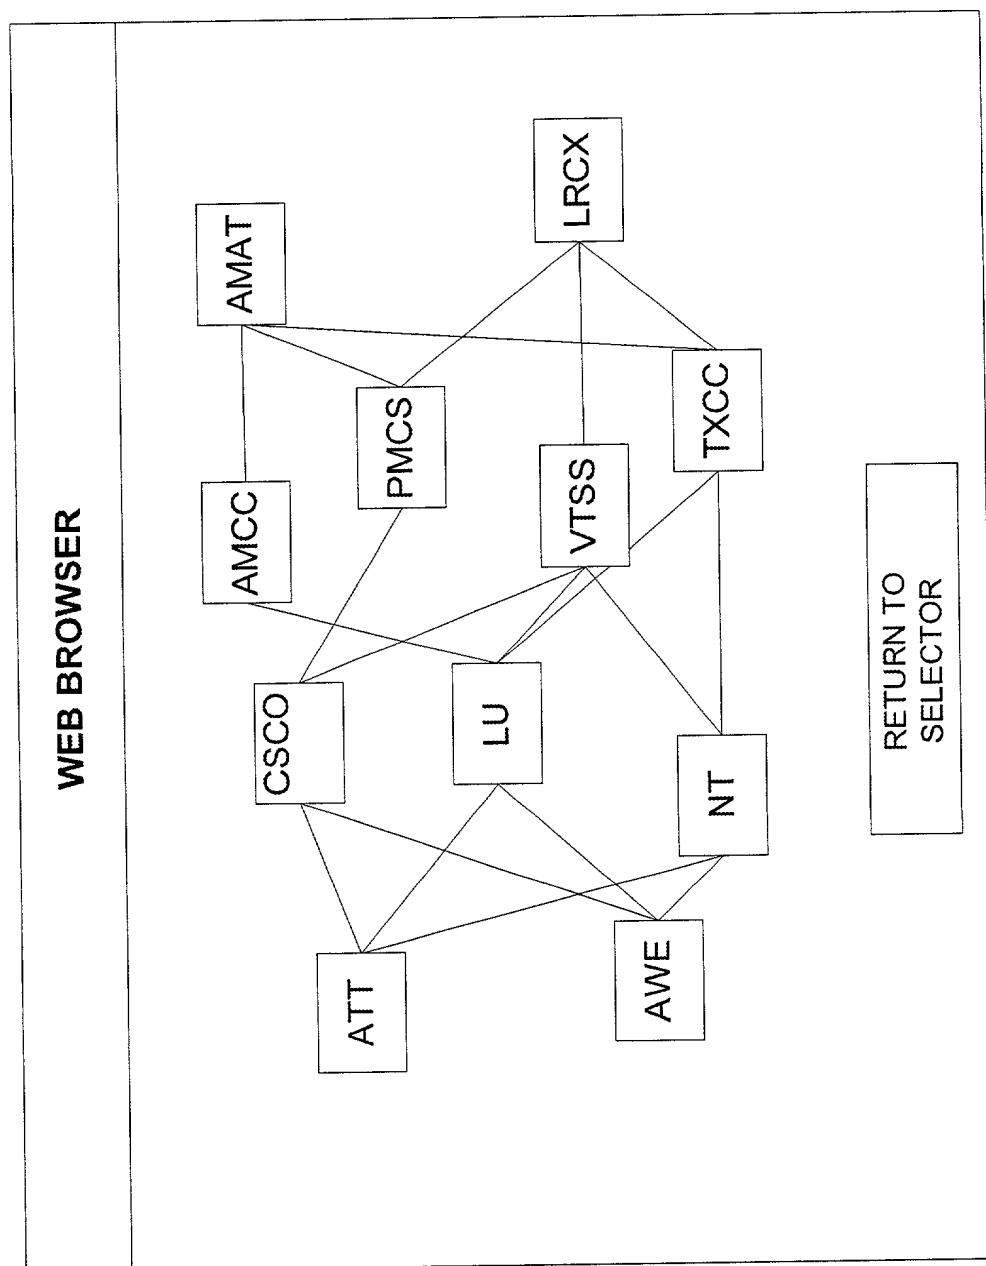 WEB BROWSER
AMCC
AMAT
CSCO
ATT
PMCS
LU
VTSS
LRCX
AWE
NT
TXCC
RETURN TO
SELECTOR